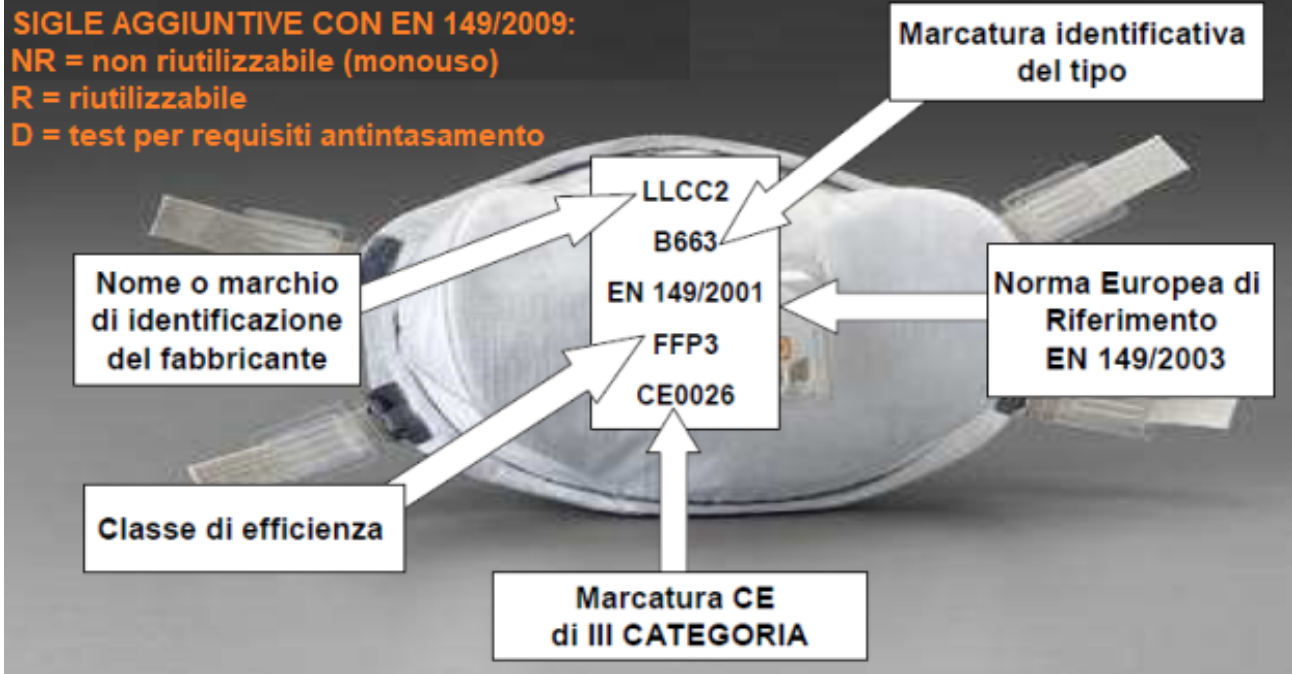 SIGLE AGGIUNTIVE CON EN 149/2009:
NR = non riutilizzabile (monouso)
R = riutilizzabile
D = test per requisiti antintasamento
Marcatura identificativa
del tipo
LLCC2
B663
EN 149/2001
FFP3
CE0026
Nome o marchio
di identificazione
del fabbricante
Norma Europea di
Riferimento
EN 149/2003
Classe di efficienza
Marcatura CE
di III CATEGORIA